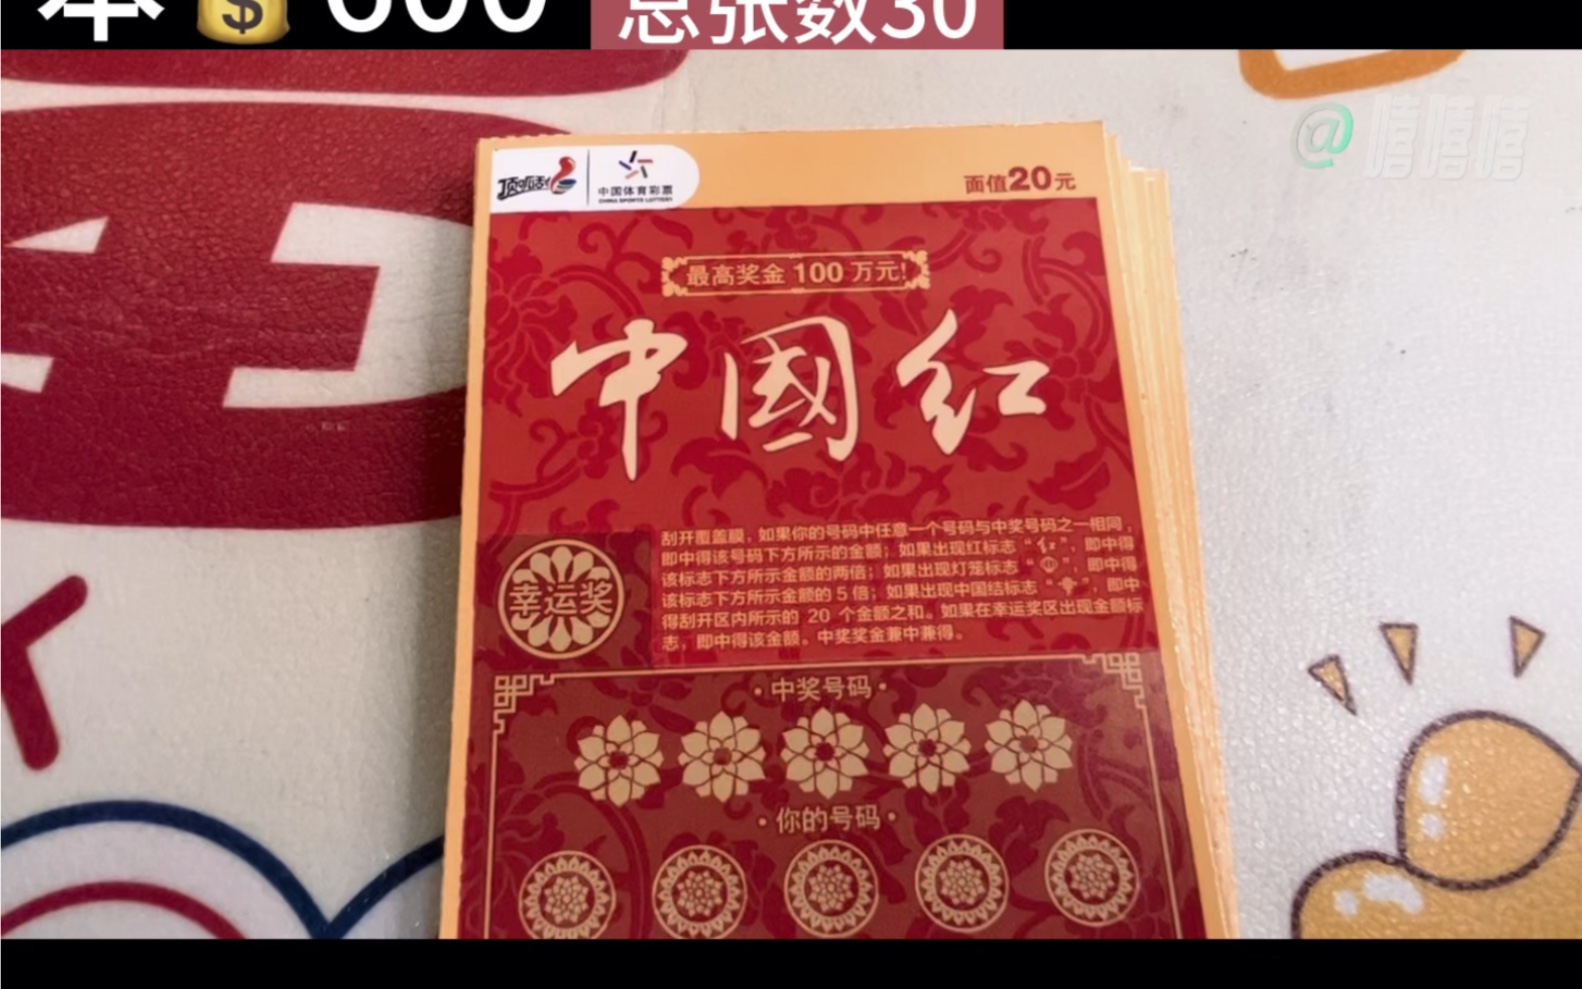 本💰600
总张数30
@嘻嘻嘻
顶呱刮
中国体育彩票
CHINA SPORTS LOTTERY
面值20元
最高奖金 100 万元!
中國红
幸运奖
刮开覆盖膜，如果你的号码中任意一个号码与中奖号码之一相同，
即中得该号码下方所示的金额；如果出现红标志“红”，即中得
该标志下方所示金额的两倍；如果出现灯笼标志“ ”，即中得
该标志下方所示金额的 5 倍；如果出现中国结标志“ ”，即中
得刮开区内所示的 20 个金额之和。如果在幸运奖区出现金额标
志，即中得该金额。中奖奖金兼中兼得。
·中奖号码·
·你的号码·